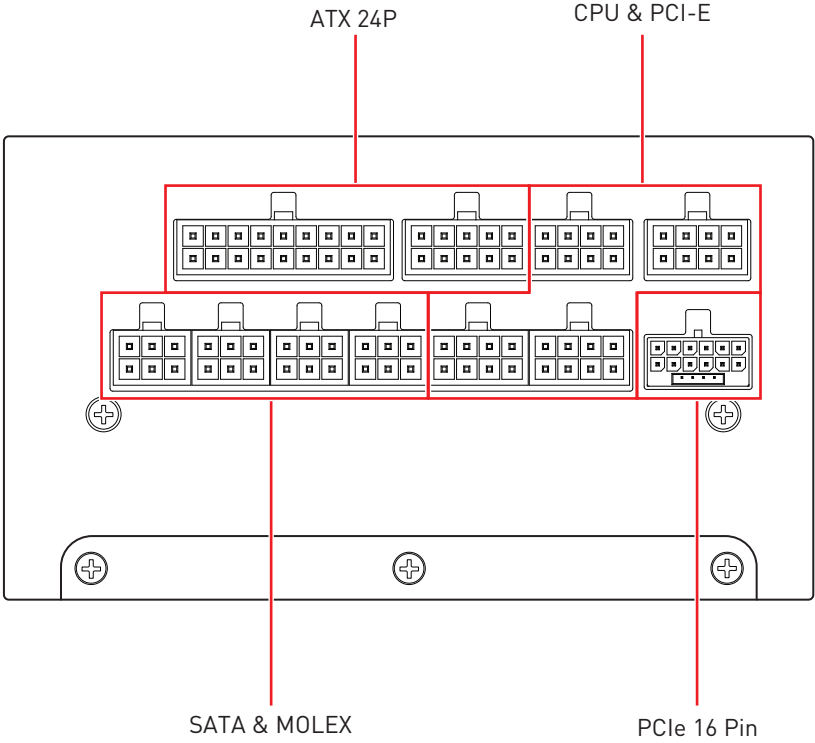 ATX 24P
CPU & PCI-E
SATA & MOLEX
PCIe 16 Pin